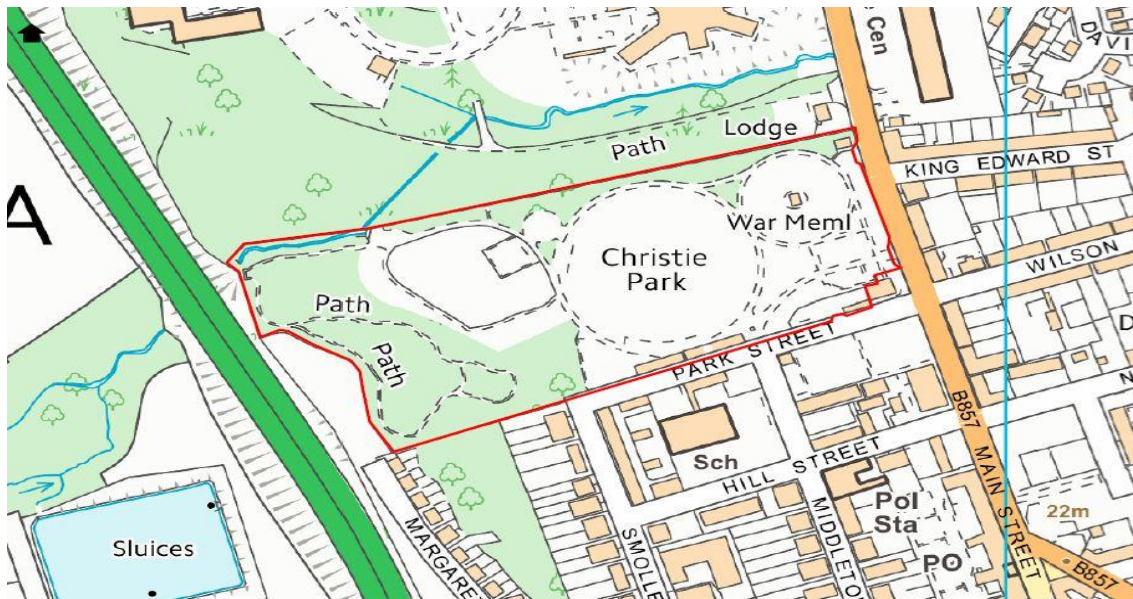 Cen
DAVI
Lodge
Path
KING EDWARD ST
A
War Meml
Christie
Park
WILSON
Path
Path
PARK STREET
B857 MAIN STREET
Sch
HILL STREET
Pol
Sta
22m
Sluices
MARGARE
SMOLLE
MIDDLETO
PO
B857